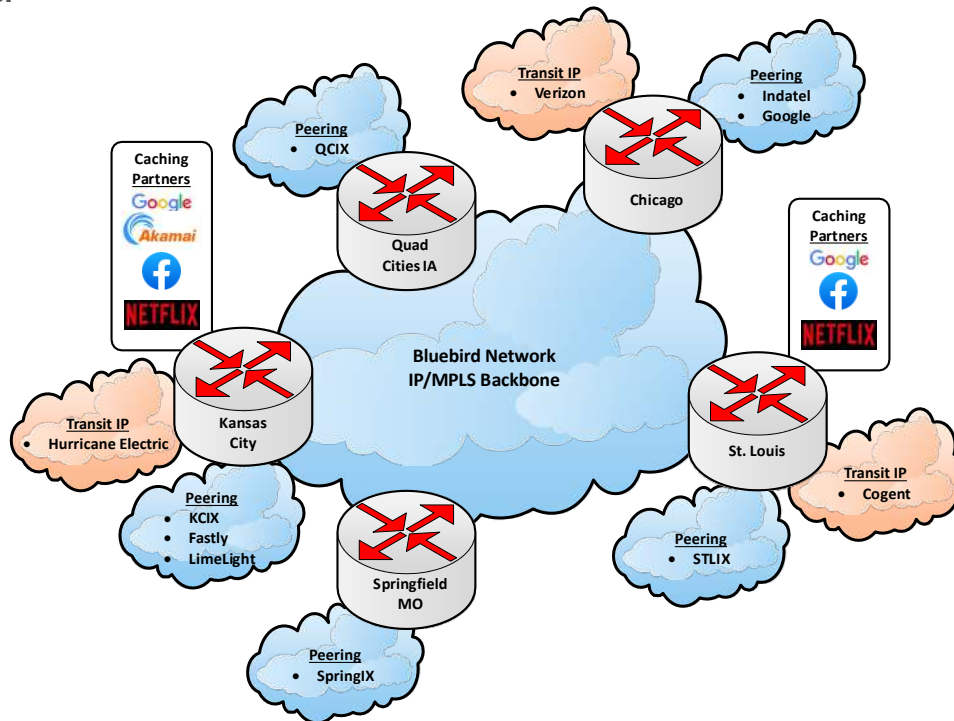 Transit IP
• Verizon
Peering
• Indatel
• Google
Chicago
Peering
• QCIX
Quad
Cities IA
Caching
Partners
Google
Akamai
NETFLIX
Caching
Partners
Google
NETFLIX
Bluebird Network
IP/MPLS Backbone
Kansas
City
St. Louis
Transit IP
• Hurricane Electric
Transit IP
• Cogent
Peering
• KCIX
• Fastly
• LimeLight
Peering
• STLIX
Springfield
MO
Peering
• SpringIX